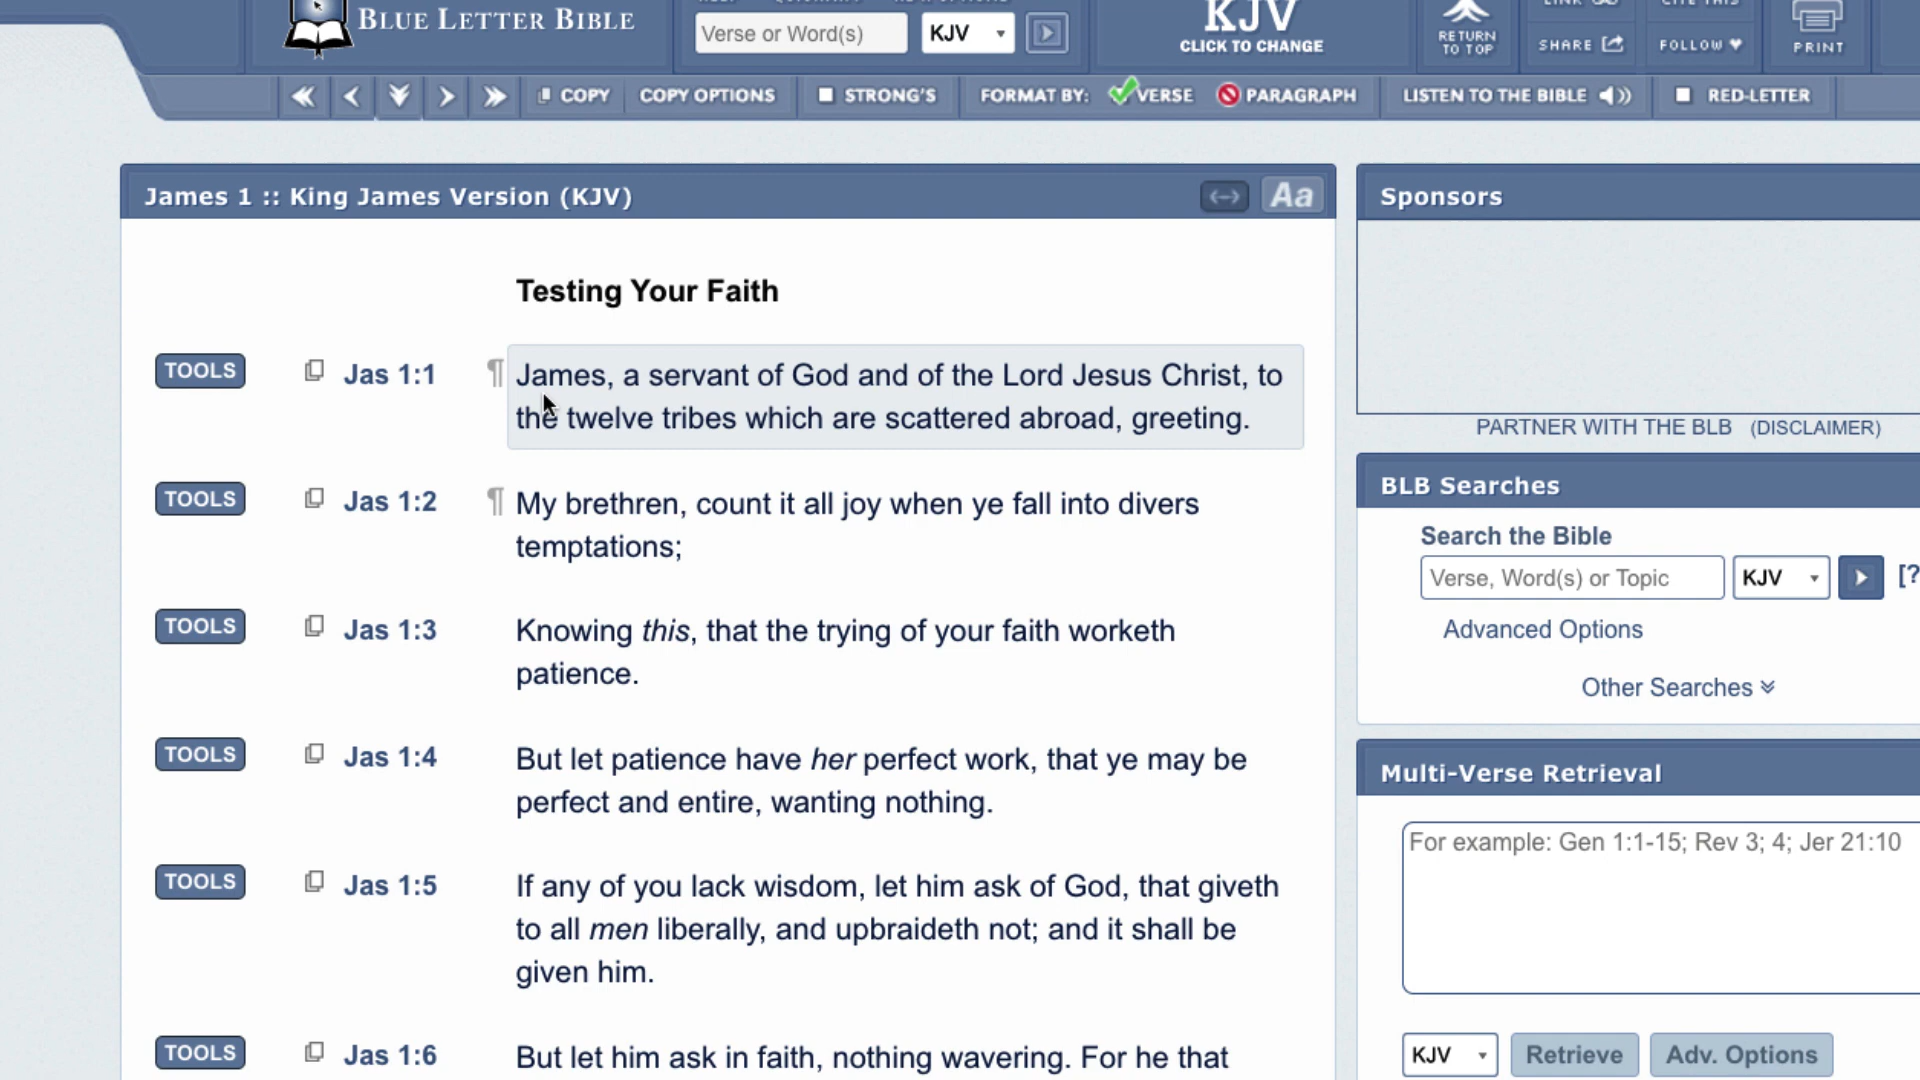 BLUE LETTER BIBLE
Verse or Word(s)
KJV
KJV
CLICK TO CHANGE
RETURN
TO TOP
LINK
SHARE
CITE THIS
FOLLOW
PRINT
COPY
COPY OPTIONS
STRONG'S
FORMAT BY:
VERSE
PARAGRAPH
LISTEN TO THE BIBLE
RED-LETTER
James 1 :: King James Version (KJV)
Aa
Testing Your Faith
TOOLS
Jas 1:1
¶ James, a servant of God and of the Lord Jesus Christ, to
the twelve tribes which are scattered abroad, greeting.
TOOLS
Jas 1:2
¶ My brethren, count it all joy when ye fall into divers
temptations;
TOOLS
Jas 1:3
Knowing this, that the trying of your faith worketh
patience.
TOOLS
Jas 1:4
But let patience have her perfect work, that ye may be
perfect and entire, wanting nothing.
TOOLS
Jas 1:5
If any of you lack wisdom, let him ask of God, that giveth
to all men liberally, and upbraideth not; and it shall be
given him.
TOOLS
Jas 1:6
But let him ask in faith, nothing wavering. For he that
Sponsors
PARTNER WITH THE BLB (DISCLAIMER)
BLB Searches
Search the Bible
Verse, Word(s) or Topic
KJV
[?
Advanced Options
Other Searches
Multi-Verse Retrieval
For example: Gen 1:1-15; Rev 3; 4; Jer 21:10
KJV
Retrieve
Adv. Options